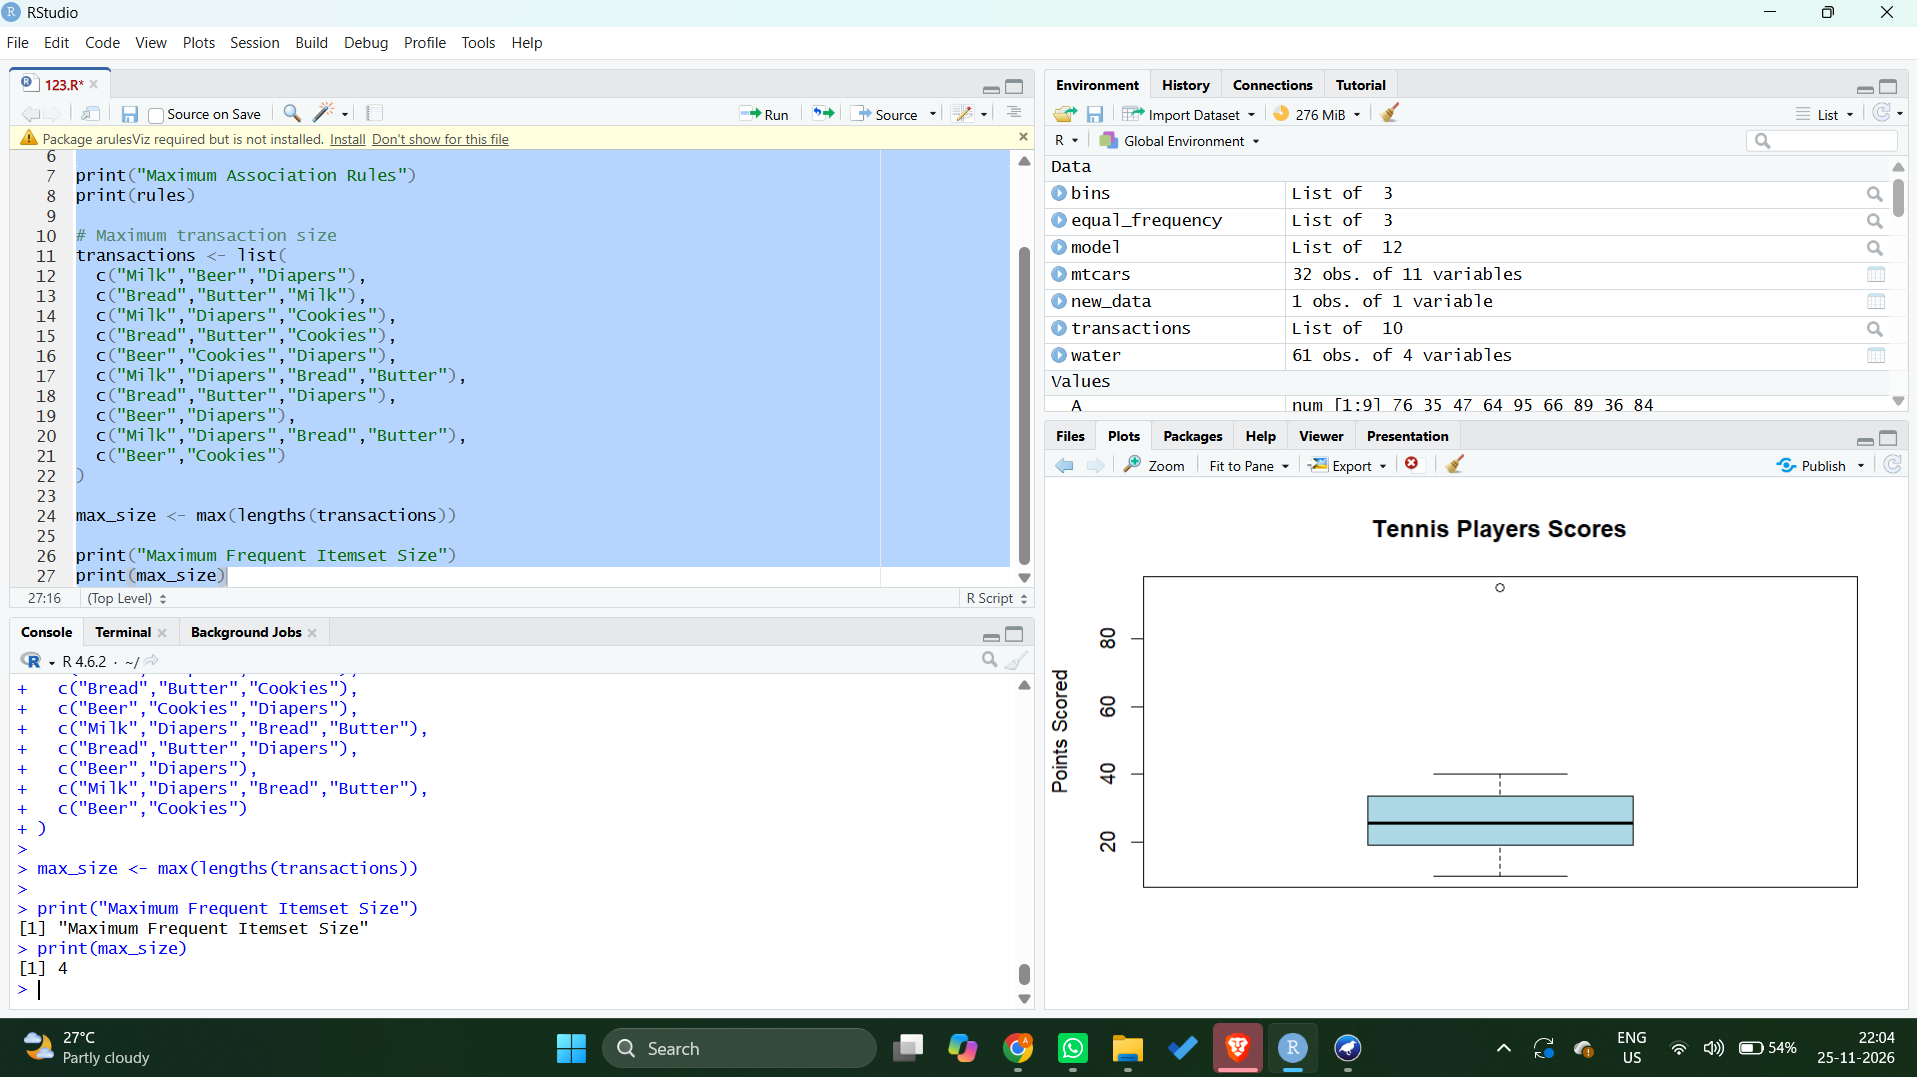 RStudio
File Edit Code View Plots Session Build Debug Profile Tools Help
123.R*
Source on Save
Run
Source
Package arulesViz required but is not installed. Install Don't show for this file
6
7 print("Maximum Association Rules")
8 print(rules)
9
10 # Maximum transaction size
11 transactions <- list(
12 c("Milk","Beer","Diapers"),
13 c("Bread","Butter","Milk"),
14 c("Milk","Diapers","Cookies"),
15 c("Bread","Butter","Cookies"),
16 c("Beer","Cookies","Diapers"),
17 c("Milk","Diapers","Bread","Butter"),
18 c("Bread","Butter","Diapers"),
19 c("Beer","Diapers"),
20 c("Milk","Diapers","Bread","Butter"),
21 c("Beer","Cookies")
22 )
23
24 max_size <- max(lengths(transactions))
25
26 print("Maximum Frequent Itemset Size")
27 print(max_size)
27:16 (Top Level) R Script
Console Terminal Background Jobs
R 4.6.2 · ~/
+ c("Bread","Butter","Cookies"),
+ c("Beer","Cookies","Diapers"),
+ c("Milk","Diapers","Bread","Butter"),
+ c("Bread","Butter","Diapers"),
+ c("Beer","Diapers"),
+ c("Milk","Diapers","Bread","Butter"),
+ c("Beer","Cookies")
+ )
>
> max_size <- max(lengths(transactions))
>
> print("Maximum Frequent Itemset Size")
[1] "Maximum Frequent Itemset Size"
> print(max_size)
[1] 4
>
Environment History Connections Tutorial
Import Dataset 276 MiB List
R Global Environment
Data
bins List of 3
equal_frequency List of 3
model List of 12
mtcars 32 obs. of 11 variables
new_data 1 obs. of 1 variable
transactions List of 10
water 61 obs. of 4 variables
Values
A num [1:9] 76 35 47 64 95 66 89 36 84
Files Plots Packages Help Viewer Presentation
Zoom Fit to Pane Export Publish
Tennis Players Scores
Points Scored
80
60
40
20
27°C
Partly cloudy
Search
ENG
US
54%
22:04
25-11-2026